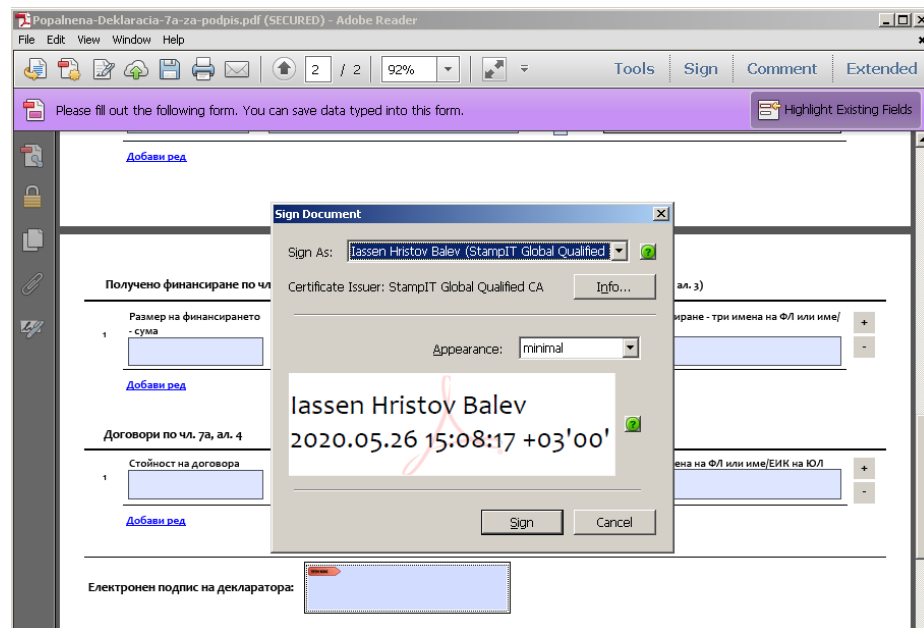 Popalnena-Deklaracia-7a-za-podpis.pdf (SECURED) - Adobe Reader
File Edit View Window Help
2 / 2 92% Tools Sign Comment Extended
Please fill out the following form. You can save data typed into this form. Highlight Existing Fields
Добави ред
Sign Document
Sign As: Iassen Hristov Balev (StampIT Global Qualified
Certificate Issuer: StampIT Global Qualified CA Info...
Получено финансиране по чл ал. 3)
Размер на финансирането
- сума
иране - три имена на ФЛ или име/
1
+
-
Appearance: minimal
Добави ред
Iassen Hristov Balev
2020.05.26 15:08:17 +03'00'
Договори по чл. 7а, ал. 4
Стойност на договора
ена на ФЛ или име/ЕИК на ЮЛ
1
+
-
Добави ред
Sign Cancel
Електронен подпис на декларатора: